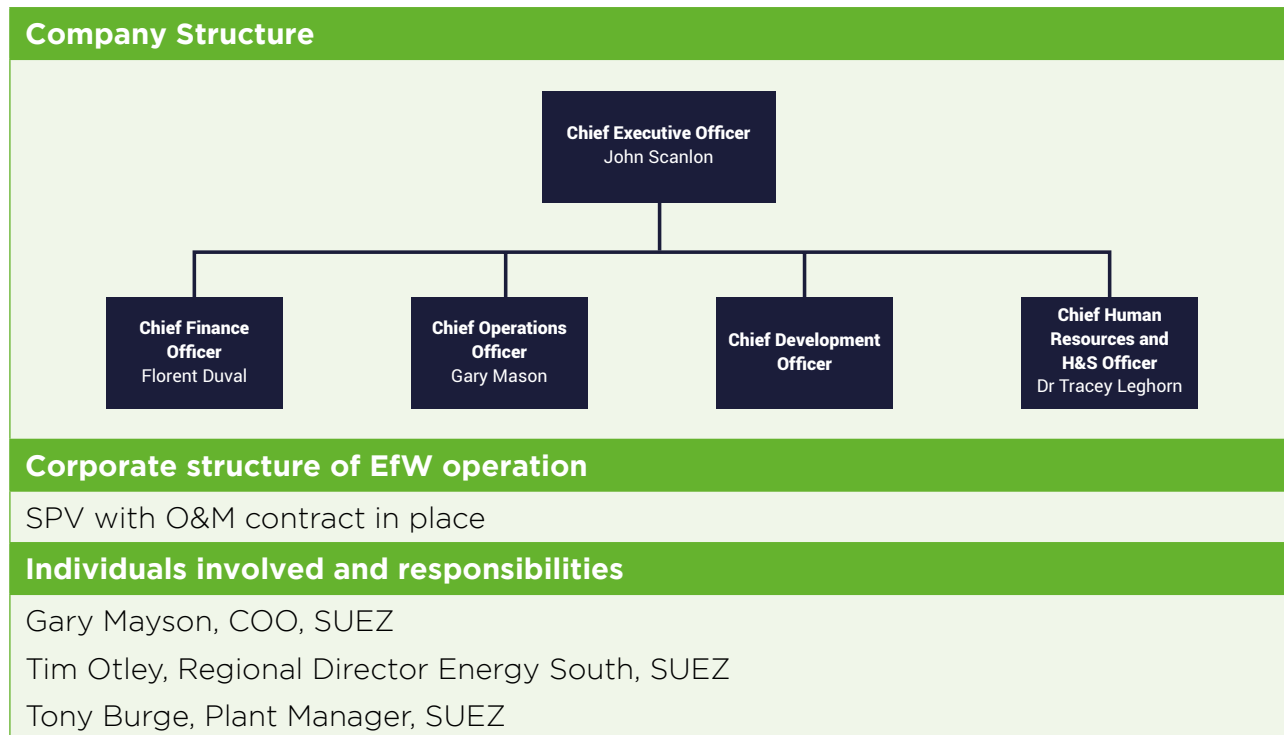 Company Structure
Chief Executive Officer
John Scanlon
Chief Finance
Officer
Florent Duval
Chief Operations
Officer
Gary Mason
Chief Development
Officer
Chief Human
Resources and
H&S Officer
Dr Tracey Leghorn
Corporate structure of EfW operation
SPV with O&M contract in place
Individuals involved and responsibilities
Gary Mayson, COO, SUEZ
Tim Otley, Regional Director Energy South, SUEZ
Tony Burge, Plant Manager, SUEZ